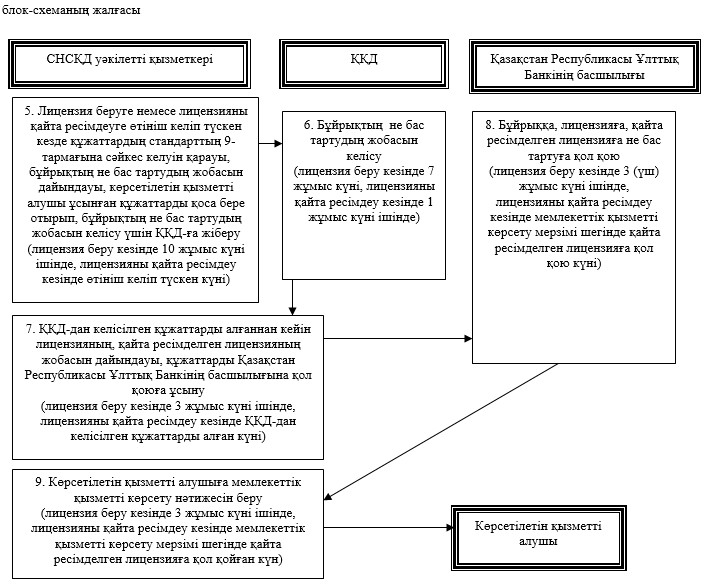 блок-схеманың жалғасы
СНСҚД уәкілетті қызметкері
ҚҚД
Қазақстан Республикасы Ұлттық
Банкінің басшылығы
5. Лицензия беруге немесе лицензияны
қайта ресімдеуге өтініш келіп түскен
кезде құжаттардың стандарттың 9-
тармағына сәйкес келуін қарауы,
бұйрықтың не бас тартудың жобасын
дайындауы, көрсетілетін қызметті
алушы ұсынған құжаттарды қоса бере
отырып, бұйрықтың не бас тартудың
жобасын келісу үшін ҚҚД-ға жіберу
(лицензия беру кезінде 10 жұмыс күні
ішінде, лицензияны қайта ресімдеу
кезінде өтініш келіп түскен күні)
6. Бұйрықтың не бас
тартудың жобасын
келісу
(лицензия беру кезінде 7
жұмыс күні, лицензияны
қайта ресімдеу кезінде 1
жұмыс күні ішінде)
8. Бұйрыққа, лицензияға, қайта
ресімделген лицензияға не бас
тартуға қол қою
(лицензия беру кезінде 3 (үш)
жұмыс күні ішінде,
лицензияны қайта ресімдеу
кезінде мемлекеттік қызметті
көрсету мерзімі шегінде қайта
ресімделген лицензияға қол
қою күні)
7. ҚҚД-дан келісілген құжаттарды алғаннан кейін
лицензияның, қайта ресімделген лицензияның
жобасын дайындауы, құжаттарды Қазақстан
Республикасы Ұлттық Банкінің басшылығына қол
қоюға ұсыну
(лицензия беру кезінде 3 жұмыс күні ішінде,
лицензияны қайта ресімдеу кезінде ҚҚД-дан
келісілген құжаттарды алған күні)
9. Көрсетілетін қызметті алушыға мемлекеттік
қызметті көрсету нәтижесін беру
(лицензия беру кезінде 3 жұмыс күні ішінде,
лицензияны қайта ресімдеу кезінде мемлекеттік
қызметті көрсету мерзімі шегінде қайта
ресімделген лицензияға қол қойған күн)
Көрсетілетін қызметті
алушы